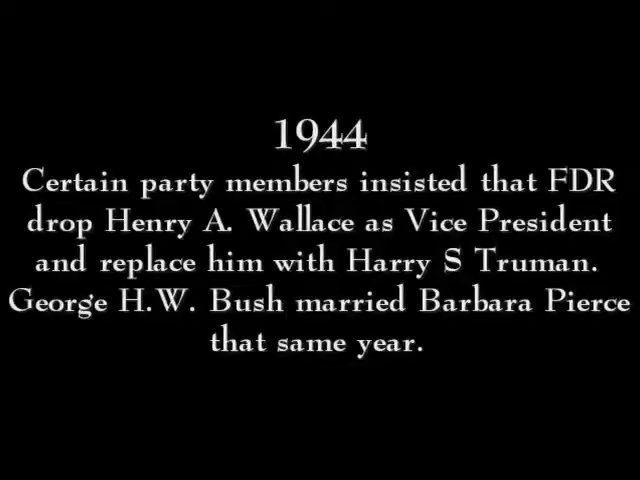 1944
Certain party members insisted that FDR
drop Henry A. Wallace as Vice President
and replace him with Harry S Truman.
George H.W. Bush married Barbara Pierce
that same year.